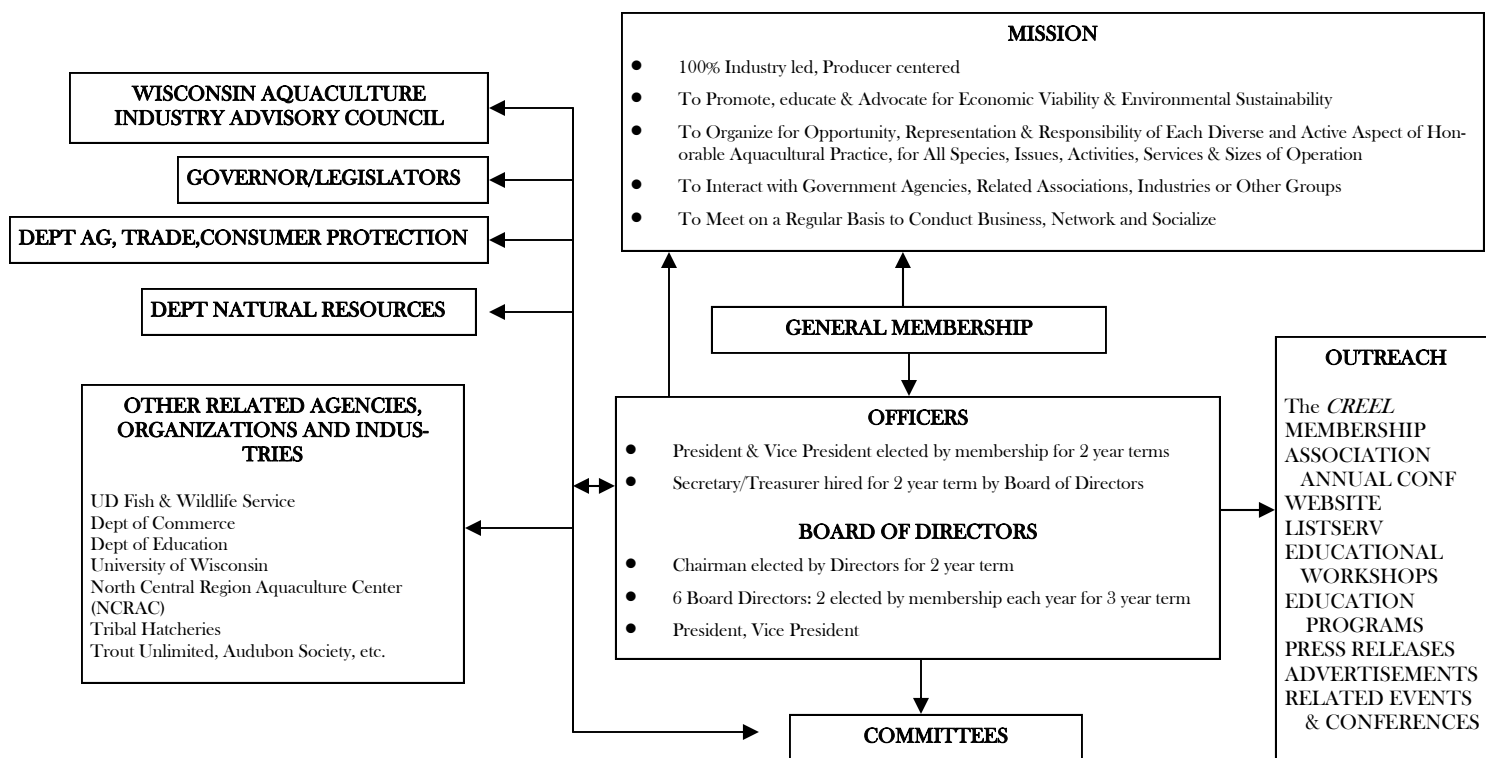 MISSION
● 100% Industry led, Producer centered
● To Promote, educate & Advocate for Economic Viability & Environmental Sustainability
● To Organize for Opportunity, Representation & Responsibility of Each Diverse and Active Aspect of Hon-
orable Aquacultural Practice, for All Species, Issues, Activities, Services & Sizes of Operation
● To Interact with Government Agencies, Related Associations, Industries or Other Groups
● To Meet on a Regular Basis to Conduct Business, Network and Socialize
WISCONSIN AQUACULTURE
INDUSTRY ADVISORY COUNCIL
GOVERNOR/LEGISLATORS
DEPT AG, TRADE,CONSUMER PROTECTION
DEPT NATURAL RESOURCES
GENERAL MEMBERSHIP
OTHER RELATED AGENCIES,
ORGANIZATIONS AND INDUS-
TRIES
UD Fish & Wildlife Service
Dept of Commerce
Dept of Education
University of Wisconsin
North Central Region Aquaculture Center
(NCRAC)
Tribal Hatcheries
Trout Unlimited, Audubon Society, etc.
OFFICERS
● President & Vice President elected by membership for 2 year terms
● Secretary/Treasurer hired for 2 year term by Board of Directors
BOARD OF DIRECTORS
● Chairman elected by Directors for 2 year term
● 6 Board Directors: 2 elected by membership each year for 3 year term
● President, Vice President
OUTREACH
The CREEL
MEMBERSHIP
ASSOCIATION
ANNUAL CONF
WEBSITE
LISTSERV
EDUCATIONAL
WORKSHOPS
EDUCATION
PROGRAMS
PRESS RELEASES
ADVERTISEMENTS
RELATED EVENTS
& CONFERENCES
COMMITTEES